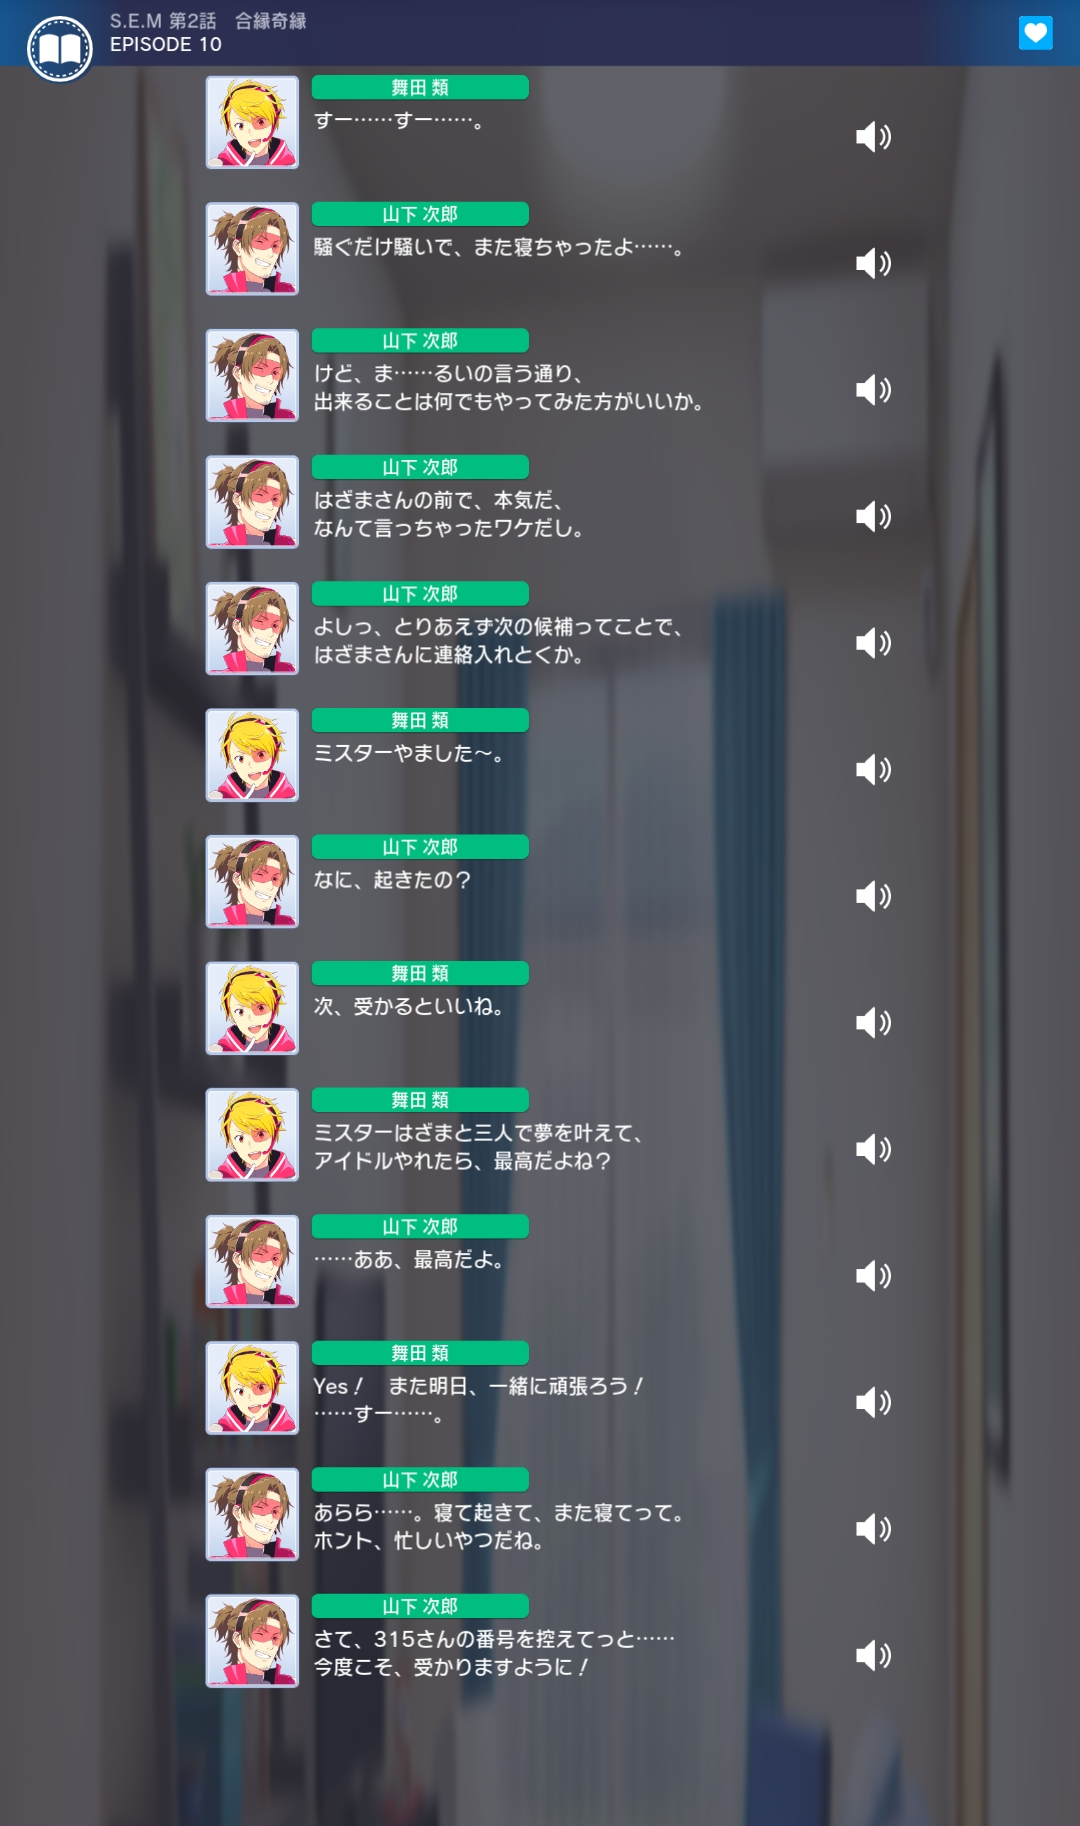 S.E.M 第2話　合縁奇縁
EPISODE 10
舞田 類
すー……すー……。
山下 次郎
騒ぐだけ騒いで、また寝ちゃったよ……。
山下 次郎
けど、ま……るいの言う通り、
出来ることは何でもやってみた方がいいか。
山下 次郎
はざまさんの前で、本気だ、
なんて言っちゃったワケだし。
山下 次郎
よしっ、とりあえず次の候補ってことで、
はざまさんに連絡入れとくか。
舞田 類
ミスターやました～。
山下 次郎
なに、起きたの？
舞田 類
次、受かるといいね。
舞田 類
ミスターはざまと三人で夢を叶えて、
アイドルやれたら、最高だよね？
山下 次郎
……ああ、最高だよ。
舞田 類
Yes！　また明日、一緒に頑張ろう！
……すー……。
山下 次郎
あらら……。寝て起きて、また寝てって。
ホント、忙しいやつだね。
山下 次郎
さて、315さんの番号を控えてっと……
今度こそ、受かりますように！